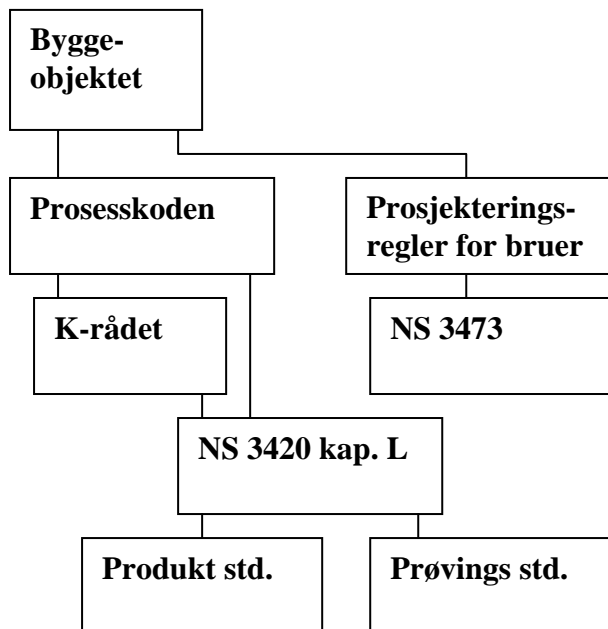 Bygge-
objektet
Prosesskoden
Prosjekterings-
regler for bruer
K-rådet
NS 3473
NS 3420 kap. L
Produkt std.
Prøvings std.